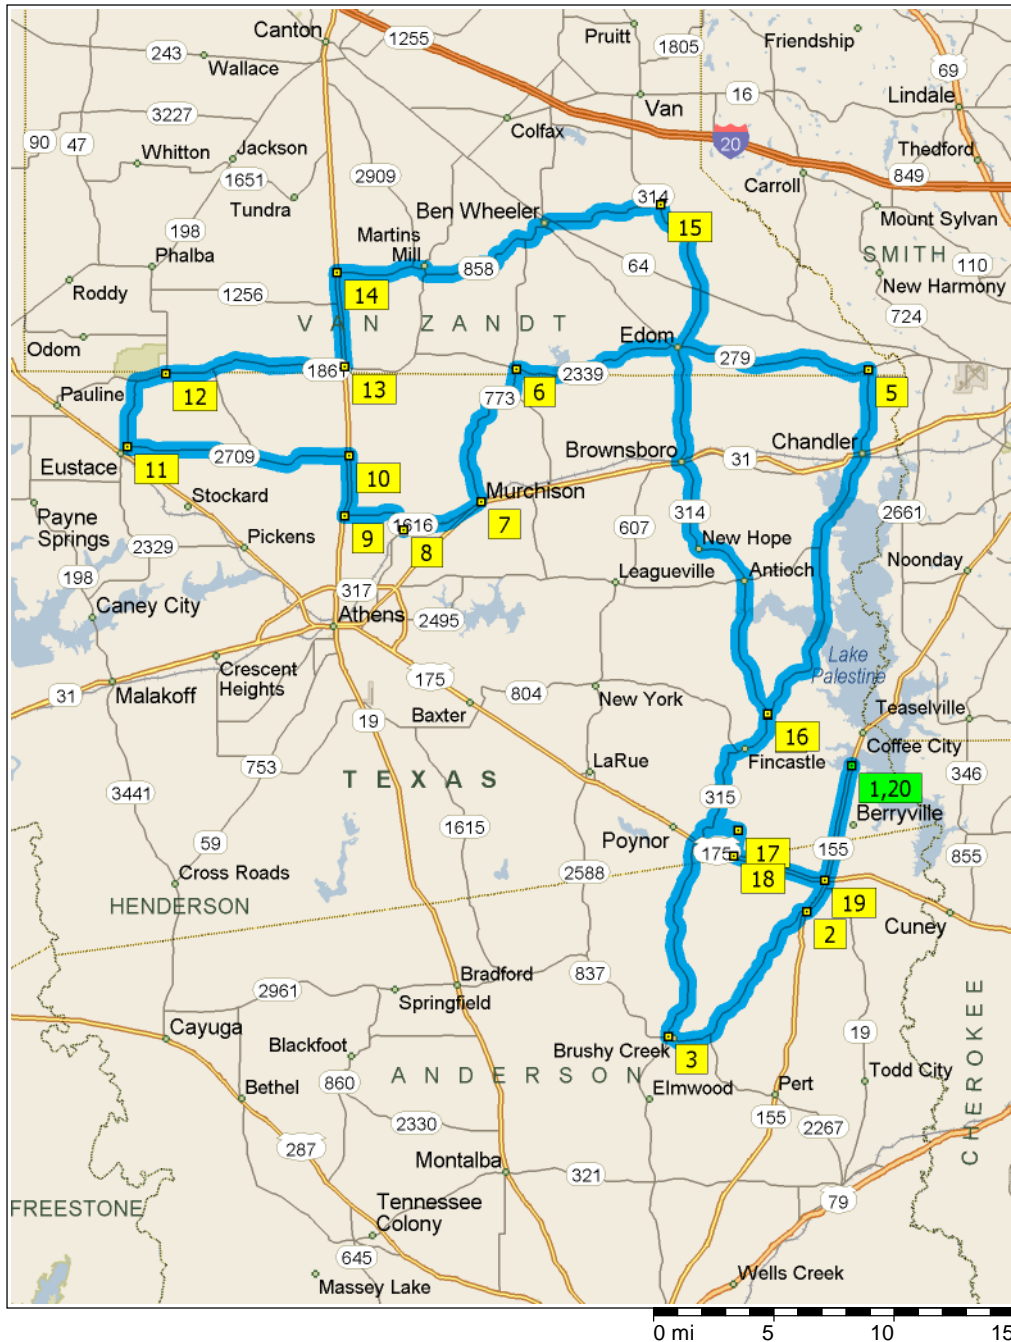 Canton
1255
Pruitt
1805
Friendship
69
243
Wallace
Lindale
Van
16
3227
Colfax
90
47
Whitton
Jackson
20
Thedford
849
1651
2909
Carroll
Tundra
314
Ben Wheeler
15
Mount Sylvan
198
Martins
Mill
SMITH
Phalba
858
64
110
Roddy
1256
14
New Harmony
VAN ZANDT
724
Odom
Edom
279
186
2339
Pauline
12
13
773
6
5
Eustace
11
2709
10
Brownsboro
31
Chandler
Stockard
Murchison
Payne
Springs
9
1616
7
314
2661
8
607
2329
Pickens
New Hope
Noonday
198
317
Leagueville
Antioch
Caney City
Athens
2495
Lake
Palestine
Crescent
Heights
175
31
Malakoff
804
New York
Teaselville
19
Baxter
16
Coffee City
753
LaRue
Fincastle
TEXAS
346
3441
315
1,20
1615
Berryville
59
Poynor
175
17
155
855
2588
18
Cross Roads
19
HENDERSON
2
Cuney
Bradford
837
2961
Springfield
CHEROKEE
Cayuga
19
Blackfoot
Brushy Creek
3
ANDERSON
Todd City
860
Bethel
Elmwood
Pert
2330
155
2267
287
Montalba
321
79
FREESTONE
Tennessee
Colony
645
Massey Lake
Wells Creek
0 mi 5 10 15